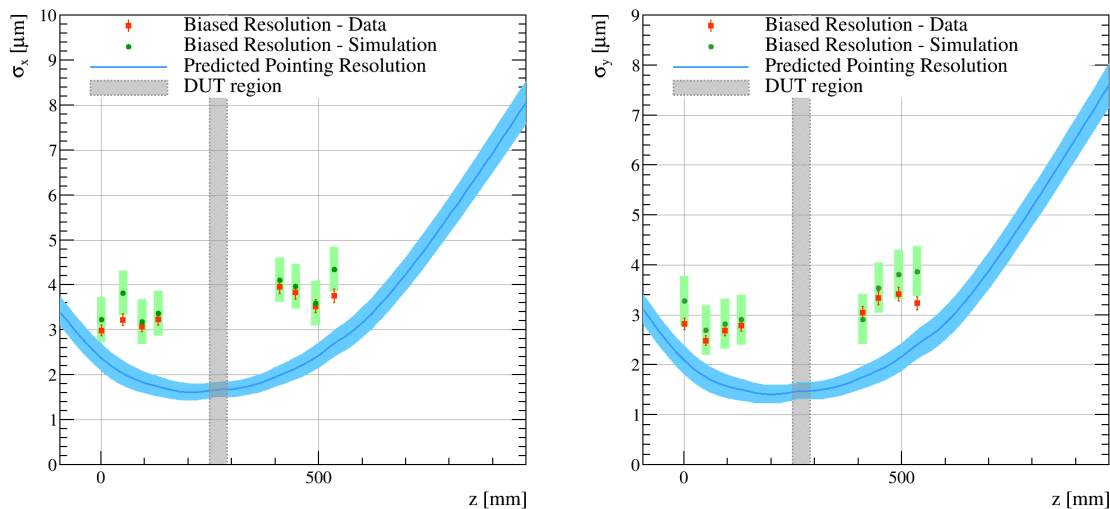 σx [μm]
10
9
8
7
6
5
4
3
2
1
0
Biased Resolution - Data
Biased Resolution - Simulation
Predicted Pointing Resolution
DUT region
0
500
z [mm]
σy [μm]
9
8
7
6
5
4
3
2
1
0
Biased Resolution - Data
Biased Resolution - Simulation
Predicted Pointing Resolution
DUT region
0
500
z [mm]